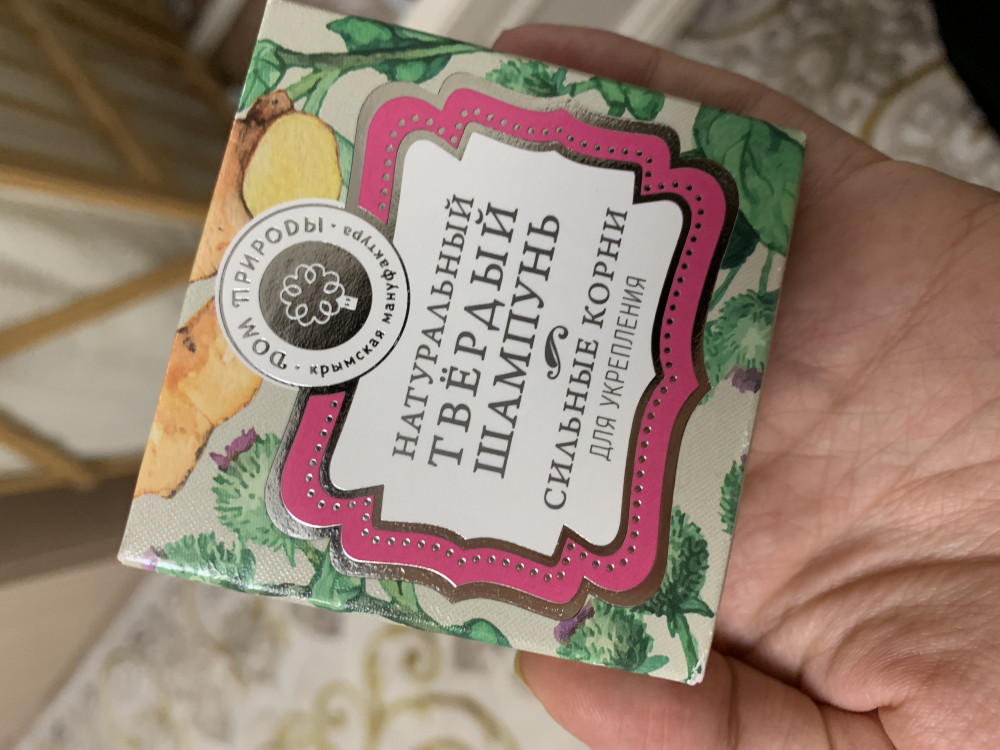 ДОМ ПРИРОДЫ
крымская мануфактура
НАТУРАЛЬНЫЙ
ТВЁРДЫЙ
ШАМПУНЬ
СИЛЬНЫЕ КОРНИ
ДЛЯ УКРЕПЛЕНИЯ